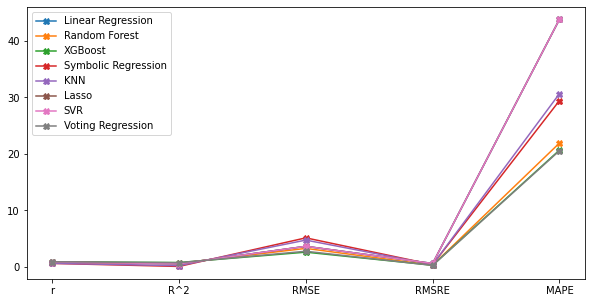 Linear Regression
Random Forest
XGBoost
Symbolic Regression
KNN
Lasso
SVR
Voting Regression
40
30
20
10
0
r R^2 RMSE RMSRE MAPE